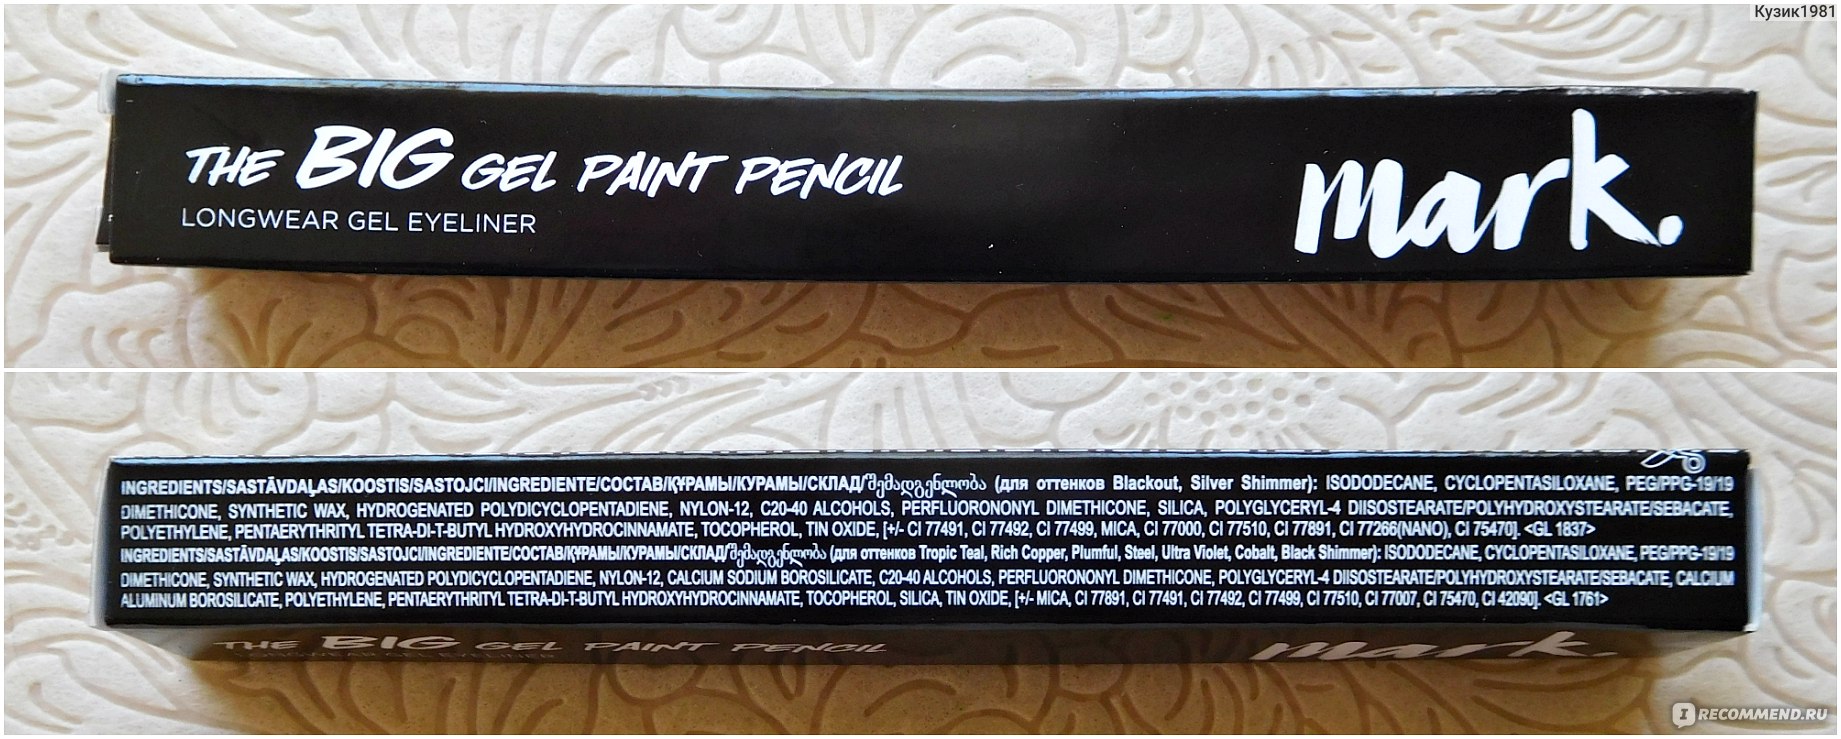 Кузик1981
THE BIG GEL PAINT PENCIL
LONGWEAR GEL EYELINER
mark.
INGREDIENTS/SASTĀVDAĻAS/KOOSTIS/SASTOJCI/INGREDIENTE/СОСТАВ/ҚҰРАМЫ/КУРАМЫ/СКЛАД/შემადგენლობა (для оттенков Blackout, Silver Shimmer): ISODODECANE, CYCLOPENTASILOXANE, PEG/PPG-19/19
DIMETHICONE, SYNTHETIC WAX, HYDROGENATED POLYDICYCLOPENTADIENE, NYLON-12, C20-40 ALCOHOLS, PERFLUORONONYL DIMETHICONE, SILICA, POLYGLYCERYL-4 DIISOSTEARATE/POLYHYDROXYSTEARATE/SEBACATE,
POLYETHYLENE, PENTAERYTHRITYL TETRA-DI-T-BUTYL HYDROXYHYDROCINNAMATE, TOCOPHEROL, TIN OXIDE, [+/- CI 77491, CI 77492, CI 77499, MICA, CI 77000, CI 77510, CI 77891, CI 77266(NANO), CI 75470]. <GL 1837>
INGREDIENTS/SASTĀVDAĻAS/KOOSTIS/SASTOJCI/INGREDIENTE/СОСТАВ/ҚҰРАМЫ/КУРАМЫ/СКЛАД/შემადგენლობა (для оттенков Tropic Teal, Rich Copper, Plumful, Steel, Ultra Violet, Cobalt, Black Shimmer): ISODODECANE, CYCLOPENTASILOXANE, PEG/PPG-19/19
DIMETHICONE, SYNTHETIC WAX, HYDROGENATED POLYDICYCLOPENTADIENE, NYLON-12, CALCIUM SODIUM BOROSILICATE, C20-40 ALCOHOLS, PERFLUORONONYL DIMETHICONE, POLYGLYCERYL-4 DIISOSTEARATE/POLYHYDROXYSTEARATE/SEBACATE, CALCIUM
ALUMINUM BOROSILICATE, POLYETHYLENE, PENTAERYTHRITYL TETRA-DI-T-BUTYL HYDROXYHYDROCINNAMATE, TOCOPHEROL, SILICA, TIN OXIDE, [+/- MICA, CI 77891, CI 77491, CI 77492, CI 77499, CI 77510, CI 77007, CI 75470, CI 42090]. <GL 1761>
THE BIG GEL PAINT PENCIL
LONGWEAR GEL EYELINER
mark.
I RECOMMEND.RU